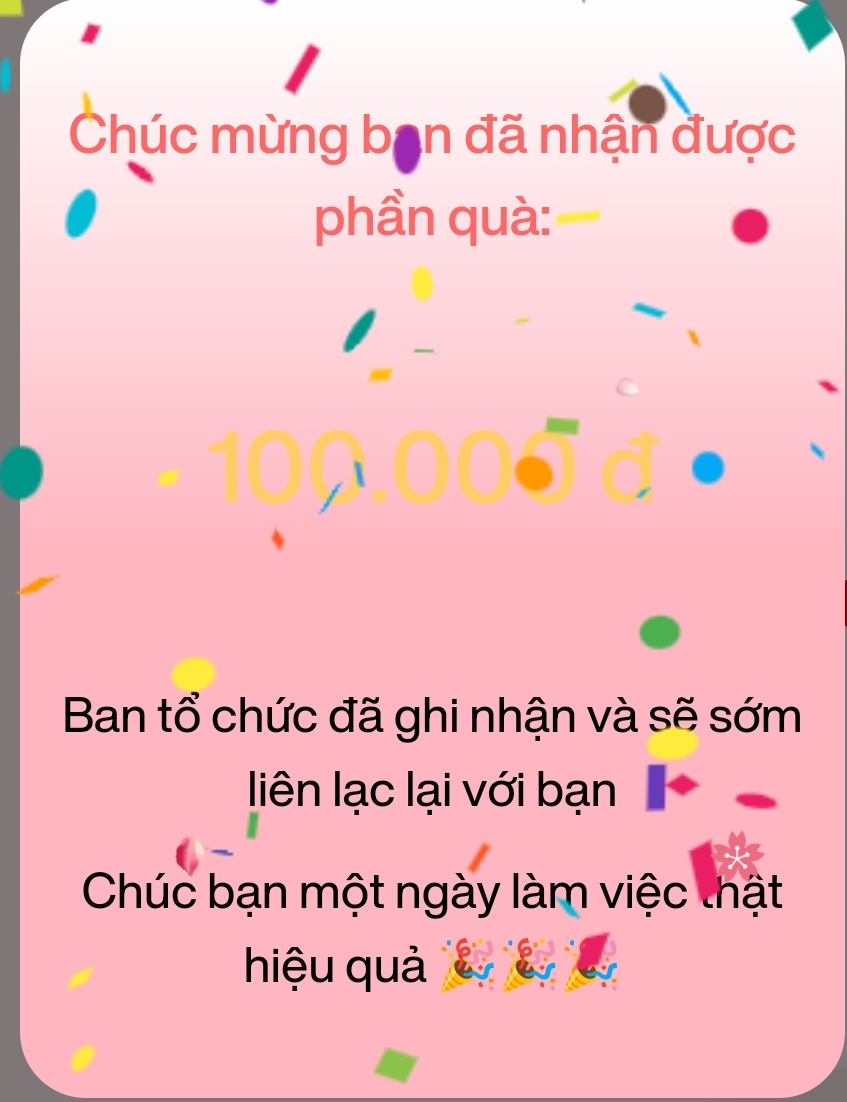 Chúc mừng bạn đã nhận được
phần quà:
100.000 đ
Ban tổ chức đã ghi nhận và sẽ sớm
liên lạc lại với bạn
Chúc bạn một ngày làm việc thật
hiệu quả 🎉🎉🎉